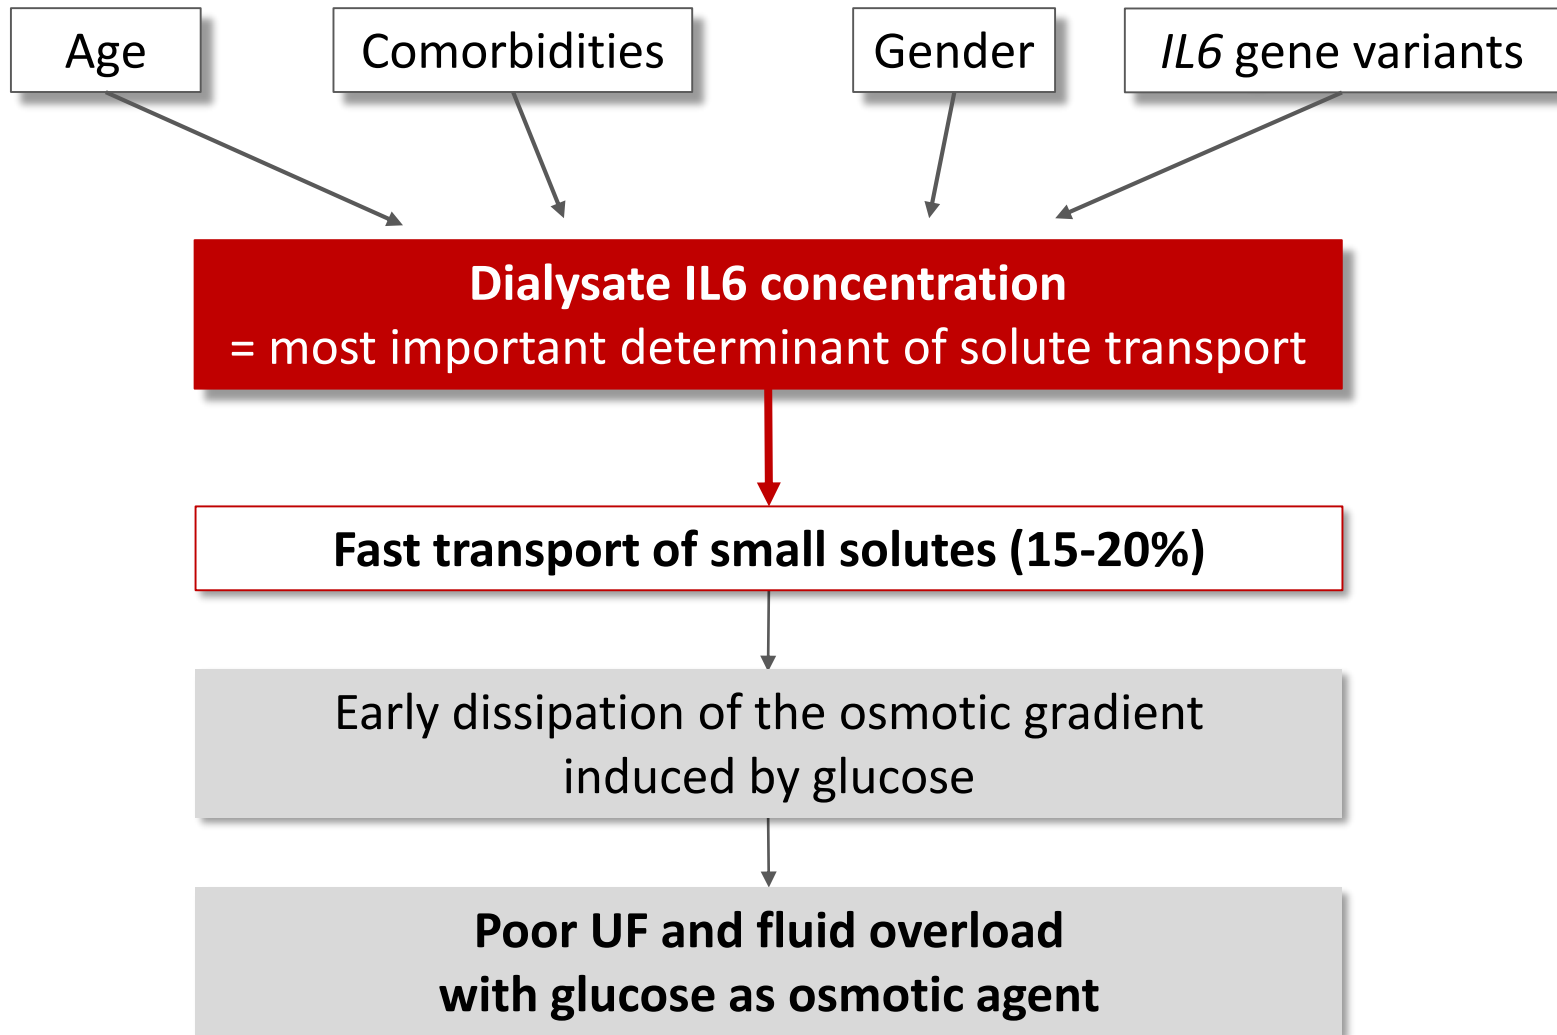 Age
Comorbidities
Gender
IL6 gene variants
Dialysate IL6 concentration
= most important determinant of solute transport
Fast transport of small solutes (15-20%)
Early dissipation of the osmotic gradient
induced by glucose
Poor UF and fluid overload
with glucose as osmotic agent